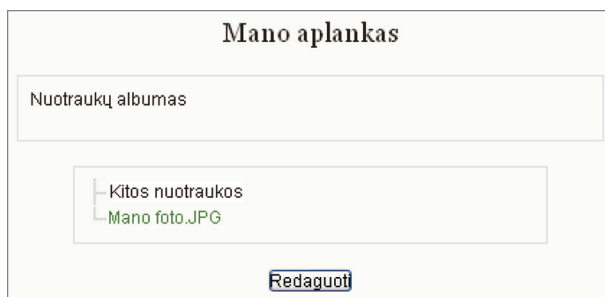 Mano aplankas
Nuotraukų albumas
Kitos nuotraukos
Mano foto.JPG
Redaguoti